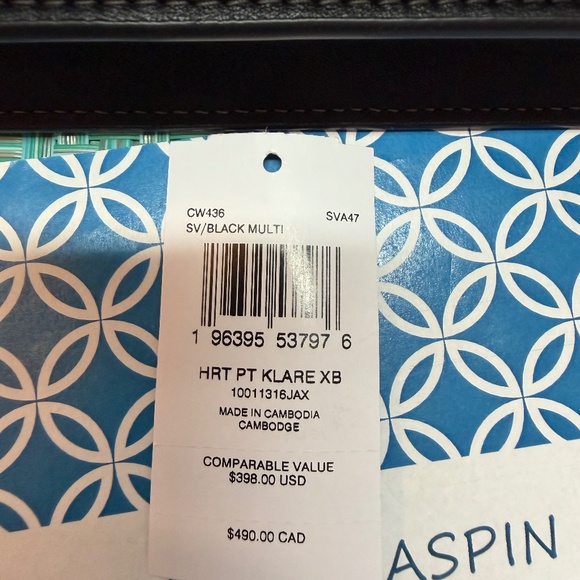 CW436 SVA47
SV/BLACK MULTI
1 96395 53797 6
HRT PT KLARE XB
10011316JAX
MADE IN CAMBODIA
CAMBODGE
COMPARABLE VALUE
$398.00 USD
$490.00 CAD
ASPIN